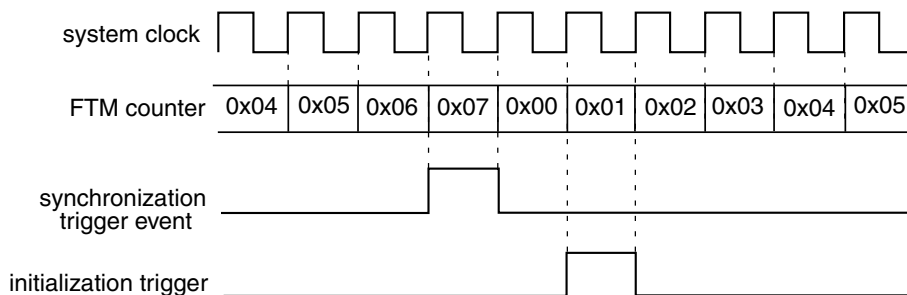 system clock
FTM counter 0x04 0x05 0x06 0x07 0x00 0x01 0x02 0x03 0x04 0x05
synchronization
trigger event
initialization trigger